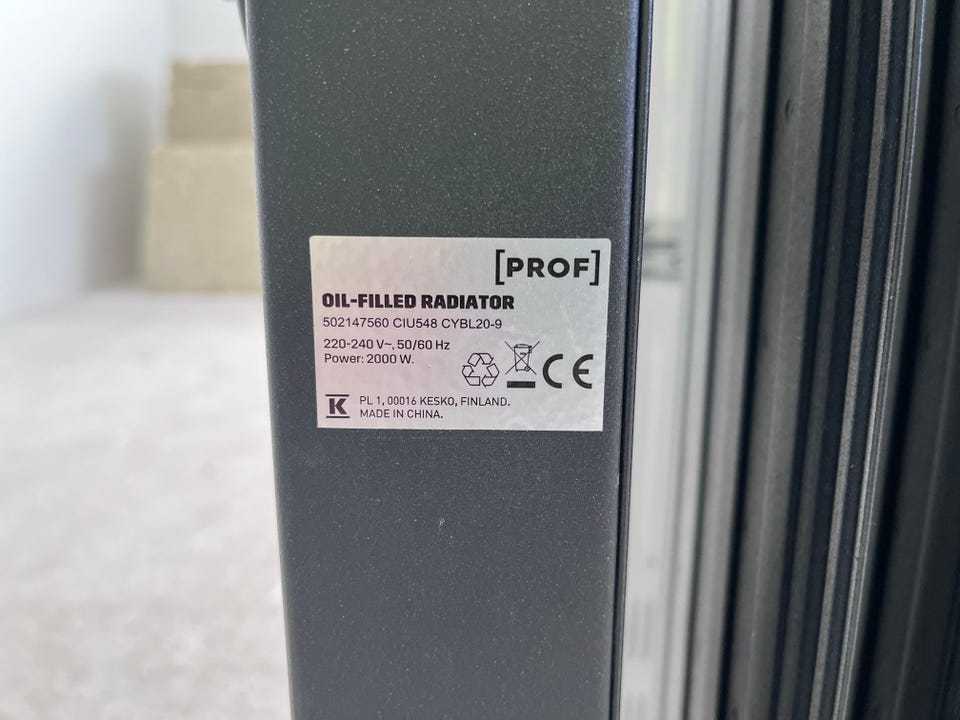 [PROF]
OIL-FILLED RADIATOR
502147560 CIU548 CYBL20-9
220-240 V~, 50/60 Hz
Power: 2000 W.
CE
K
PL 1, 00016 KESKO, FINLAND.
MADE IN CHINA.